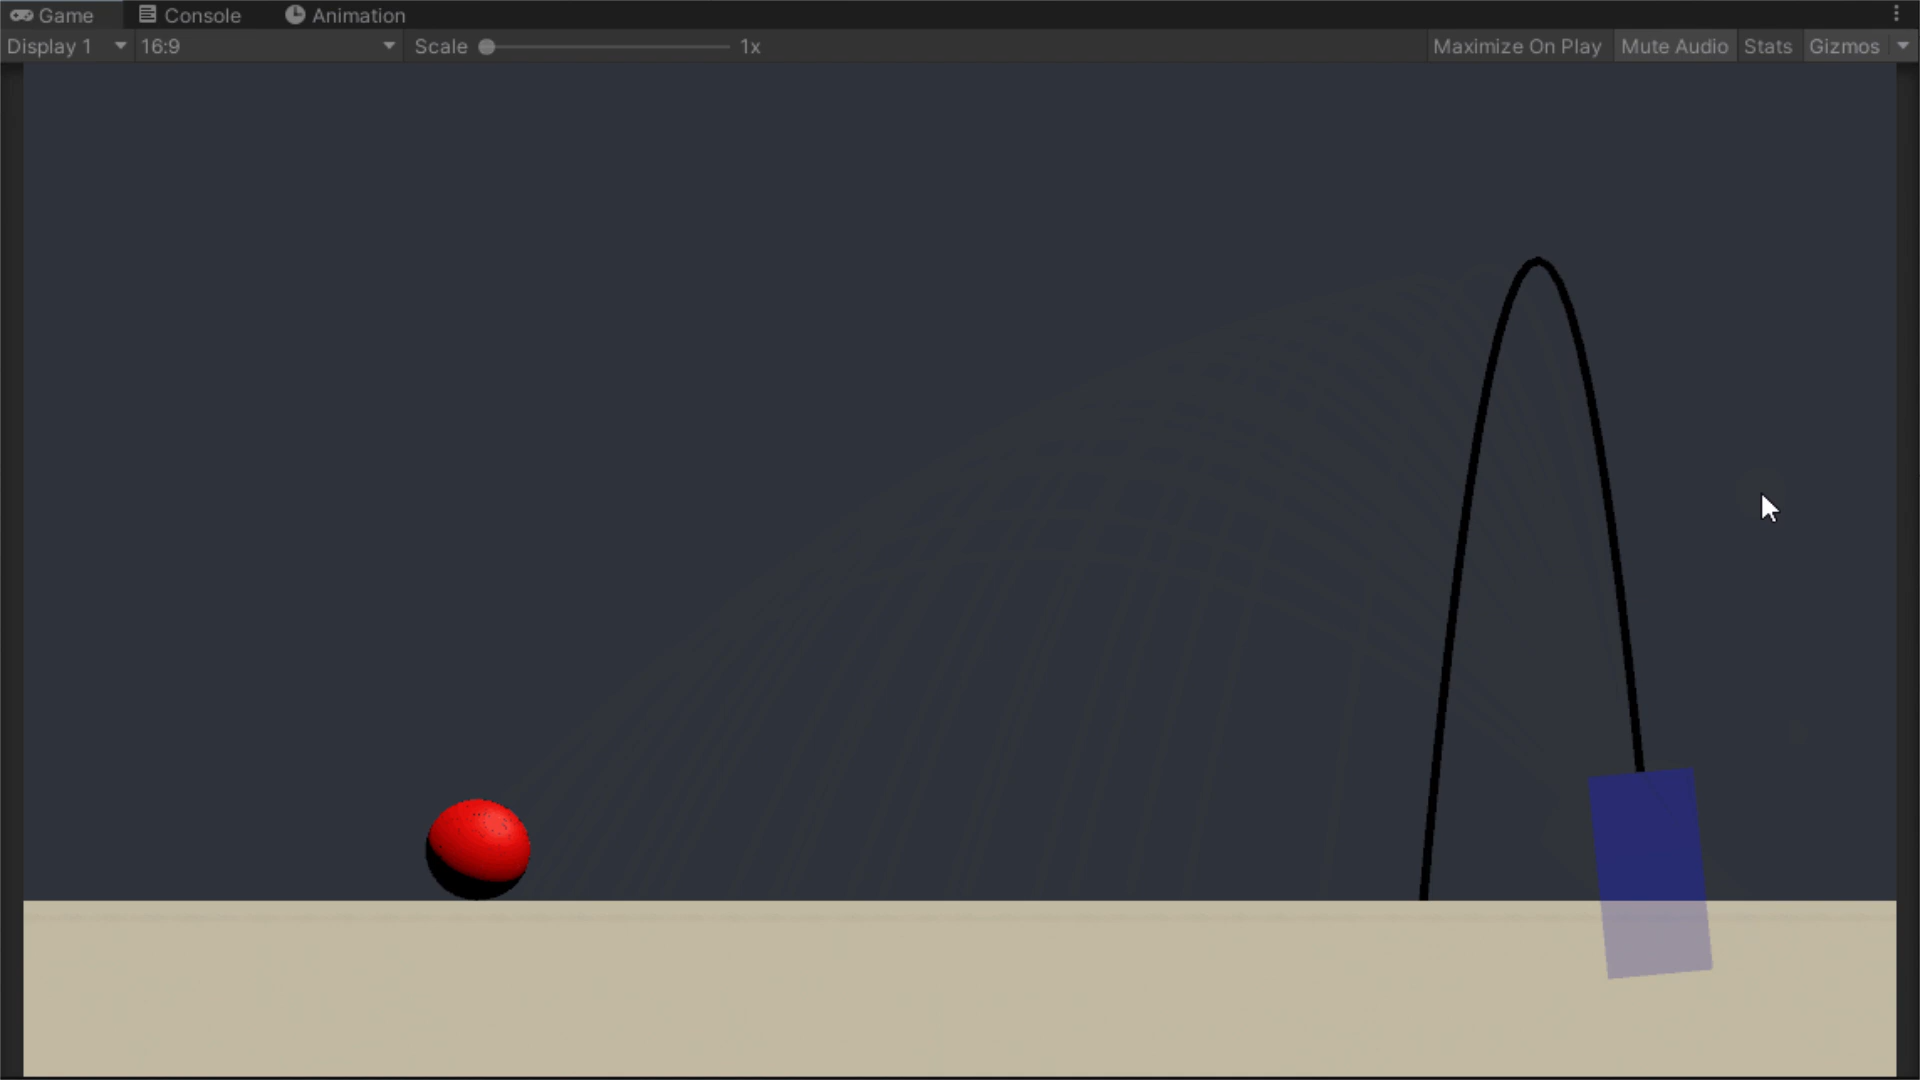 Game Console Animation
Display 1 16:9 Scale 1x Maximize On Play Mute Audio Stats Gizmos